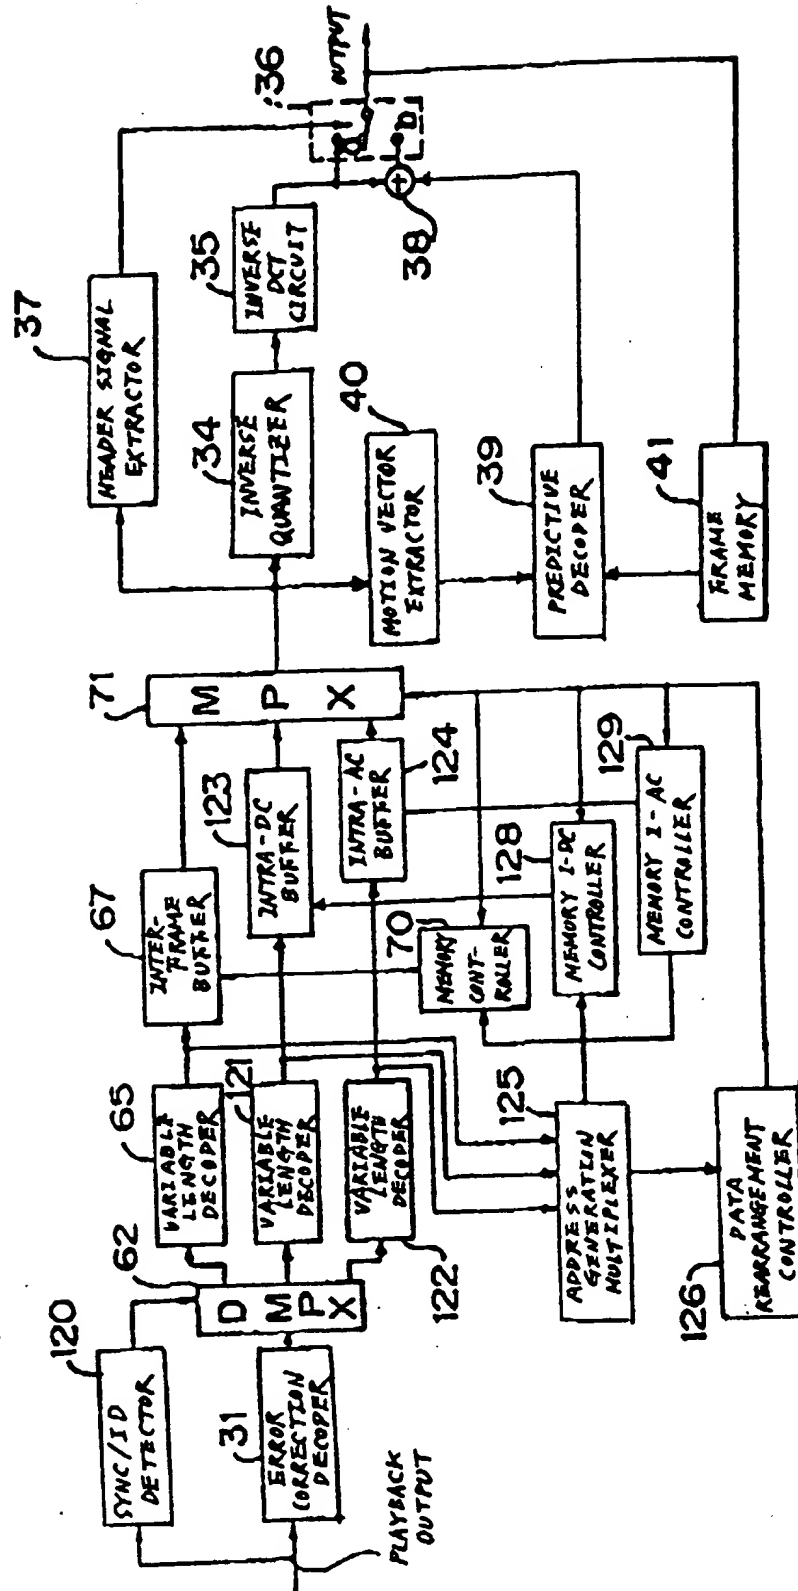 PLAYBACK
OUTPUT
120
SYNC/ID
DETECTOR
31
ERROR
CORRECTION
DECODER
62
D
M
P
X
65
VARIABLE
LENGTH
DECODER
121
VARIABLE
LENGTH
DECODER
122
VARIABLE
LENGTH
DECODER
67
INTER-
FRAME
BUFFER
123
INTRA-DC
BUFFER
124
INTRA-AC
BUFFER
125
ADDRESS
GENERATION
MULTIPLEXER
126
DATA
REARRANGEMENT
CONTROLLER
70
MEMORY
CONT-
ROLLER
128
MEMORY I-DC
CONTROLLER
129
MEMORY I-AC
CONTROLLER
71
M
P
X
37
HEADER SIGNAL
EXTRACTOR
34
INVERSE
QUANTIZER
35
INVERSE
DCT
CIRCUIT
40
MOTION VECTOR
EXTRACTOR
39
PREDICTIVE
DECODER
41
FRAME
MEMORY
38
+
36
D
OUTPUT